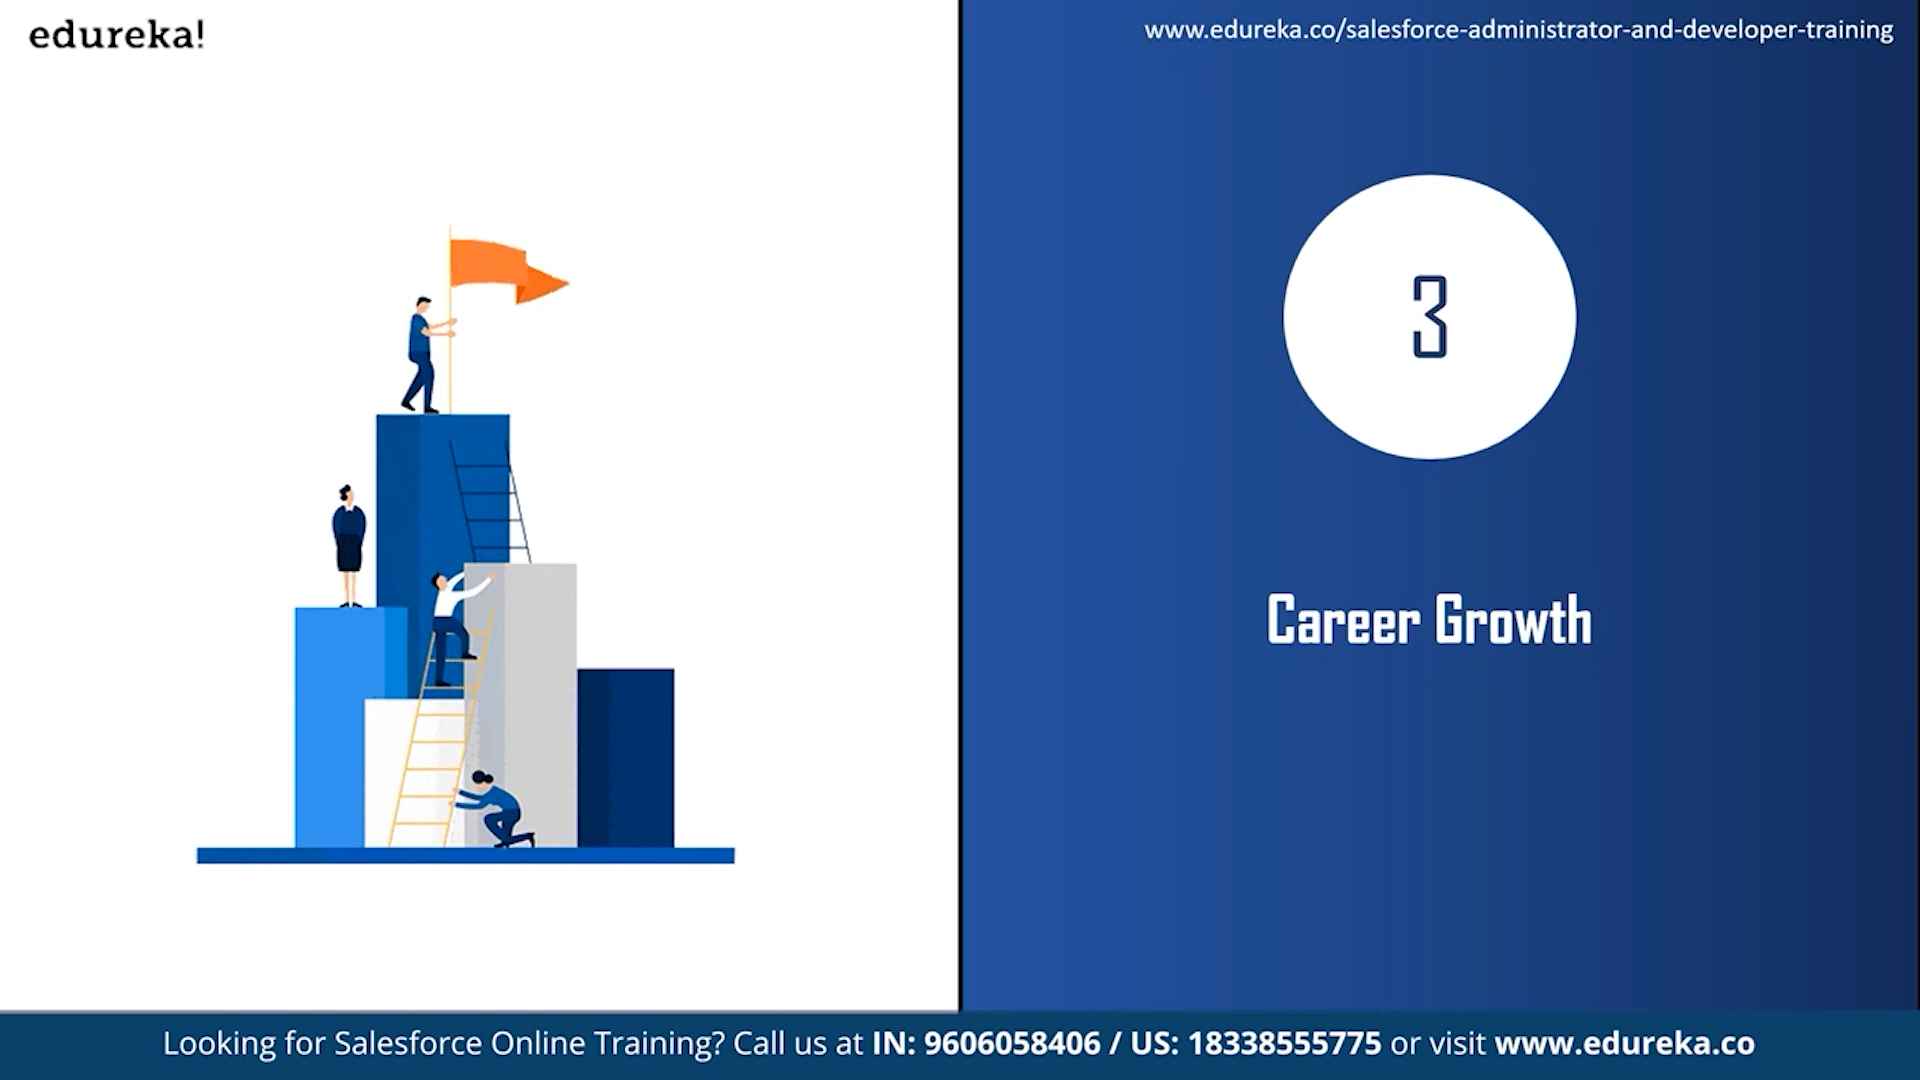 edureka!
www.edureka.co/salesforce-administrator-and-developer-training
3
Career Growth
Looking for Salesforce Online Training? Call us at IN: 9606058406 / US: 18338555775 or visit www.edureka.co